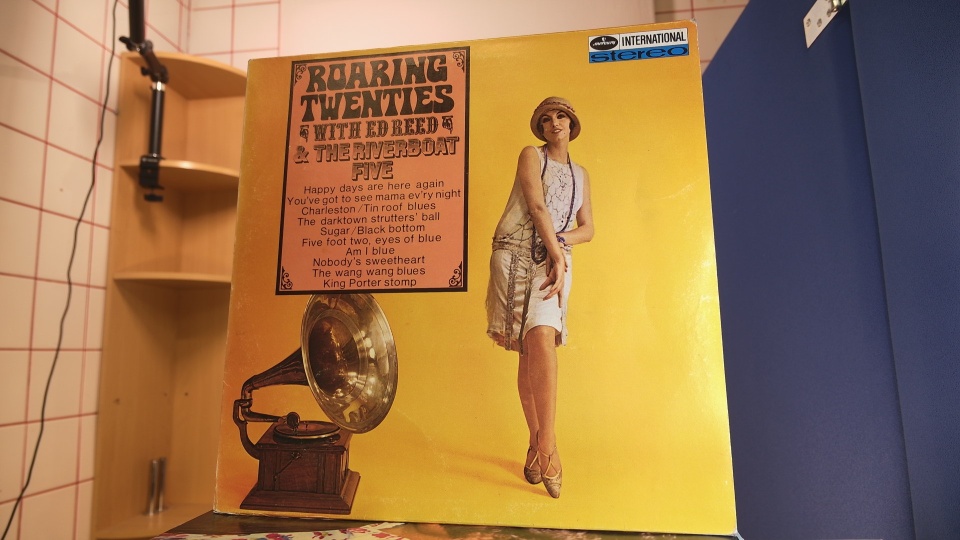 ROARING
TWENTIES
WITH ED REED
& THE RIVERBOAT
FIVE
Happy days are here again
You've got to see mama ev'ry night
Charleston/Tin roof blues
The darktown strutters' ball
Sugar/Black bottom
Five foot two, eyes of blue
Am I blue
Nobody's sweetheart
The wang wang blues
King Porter stomp
mercury INTERNATIONAL
stereo